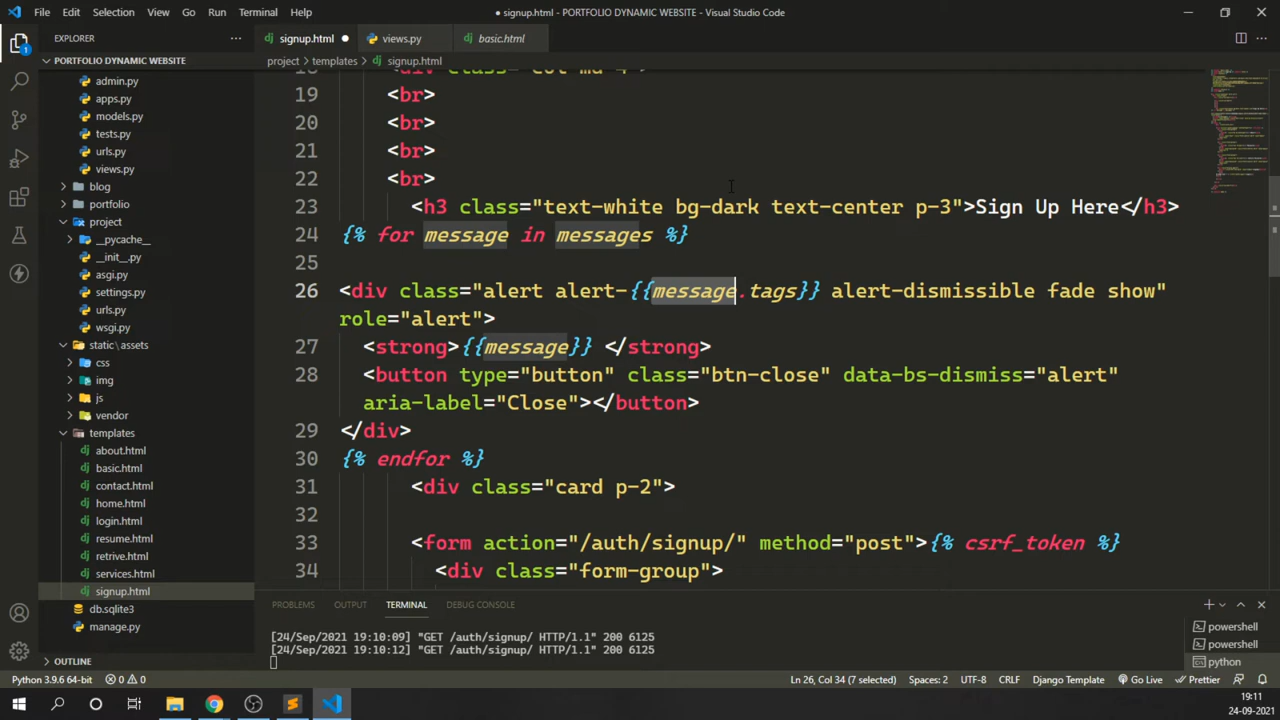 File Edit Selection View Go Run Terminal Help
● signup.html - PORTFOLIO DYNAMIC WEBSITE - Visual Studio Code
EXPLORER ···
PORTFOLIO DYNAMIC WEBSITE
admin.py
apps.py
models.py
tests.py
urls.py
views.py
blog
portfolio
project
__pycache__
__init__.py
asgi.py
settings.py
urls.py
wsgi.py
static\assets
css
img
js
vendor
templates
about.html
basic.html
contact.html
home.html
login.html
resume.html
retrive.html
services.html
signup.html
db.sqlite3
manage.py
OUTLINE
signup.html ● views.py basic.html
project > templates > signup.html
18 <div class="col-md-4">
19 <br>
20 <br>
21 <br>
22 <br>
23 <h3 class="text-white bg-dark text-center p-3">Sign Up Here</h3>
24 {% for message in messages %}
25
26 <div class="alert alert-{{message.tags}} alert-dismissible fade show"
role="alert">
27 <strong>{{message}} </strong>
28 <button type="button" class="btn-close" data-bs-dismiss="alert"
aria-label="Close"></button>
29 </div>
30 {% endfor %}
31 <div class="card p-2">
32
33 <form action="/auth/signup/" method="post">{% csrf_token %}
34 <div class="form-group">
PROBLEMS OUTPUT TERMINAL DEBUG CONSOLE
[24/Sep/2021 19:10:09] "GET /auth/signup/ HTTP/1.1" 200 6125
[24/Sep/2021 19:10:12] "GET /auth/signup/ HTTP/1.1" 200 6125
powershell
powershell
python
Python 3.9.6 64-bit 0 0 Ln 26, Col 34 (7 selected) Spaces: 2 UTF-8 CRLF Django Template Go Live Prettier
19:11
24-09-2021